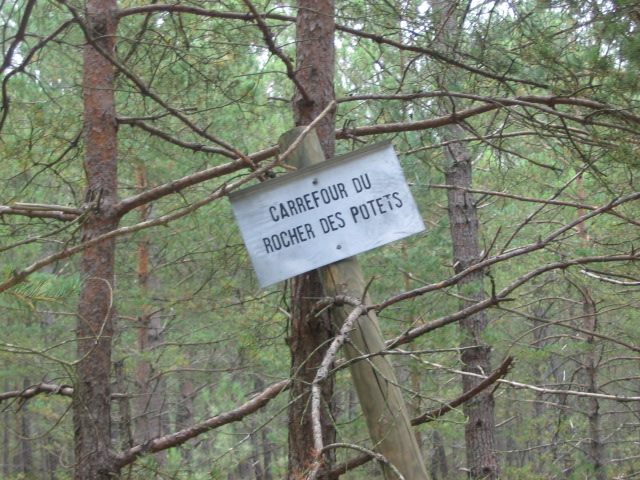 CARREFOUR DU
ROCHER DES POTETS